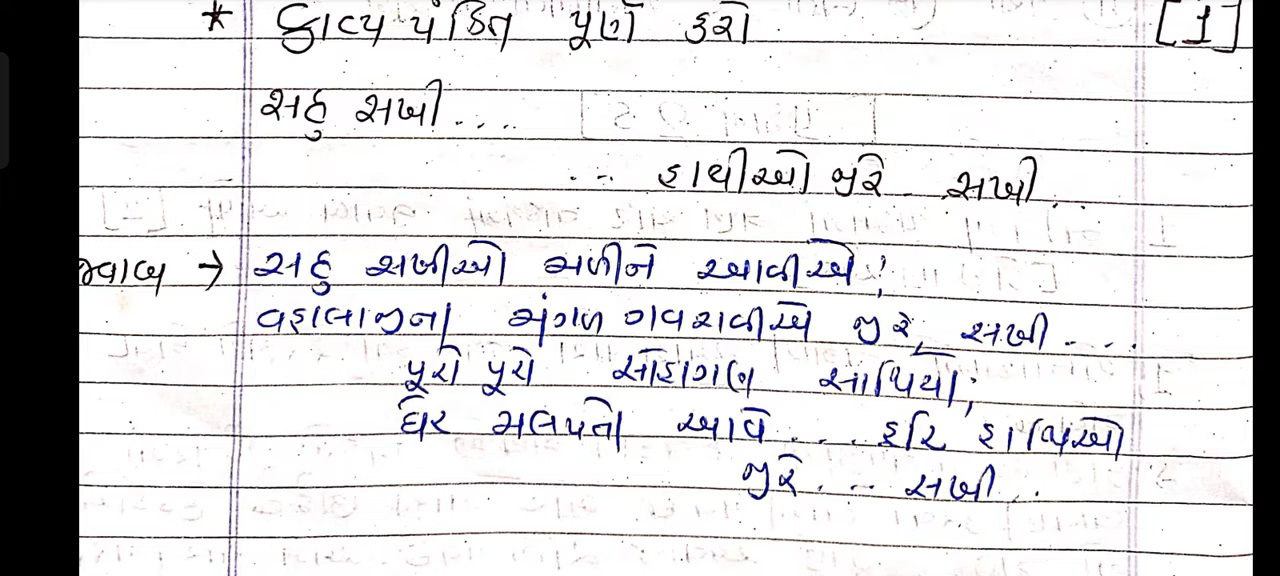 * કાવ્ય પંકિત પૂર્ણ કરો [1]
સહુ સખી....
... હાથીઓ જીરે સખી..
જવાબ → સહુ સખીઓ મળીને આવીએ;
વહાલાજીના મંગળ ગવરાવીએ જી રે, સખી....
પૂરો પૂરો સોહાગણ સાથિયો;
ઘેર મલપતો આવે... હરિ હાથિઓ
જીરે... સખી..